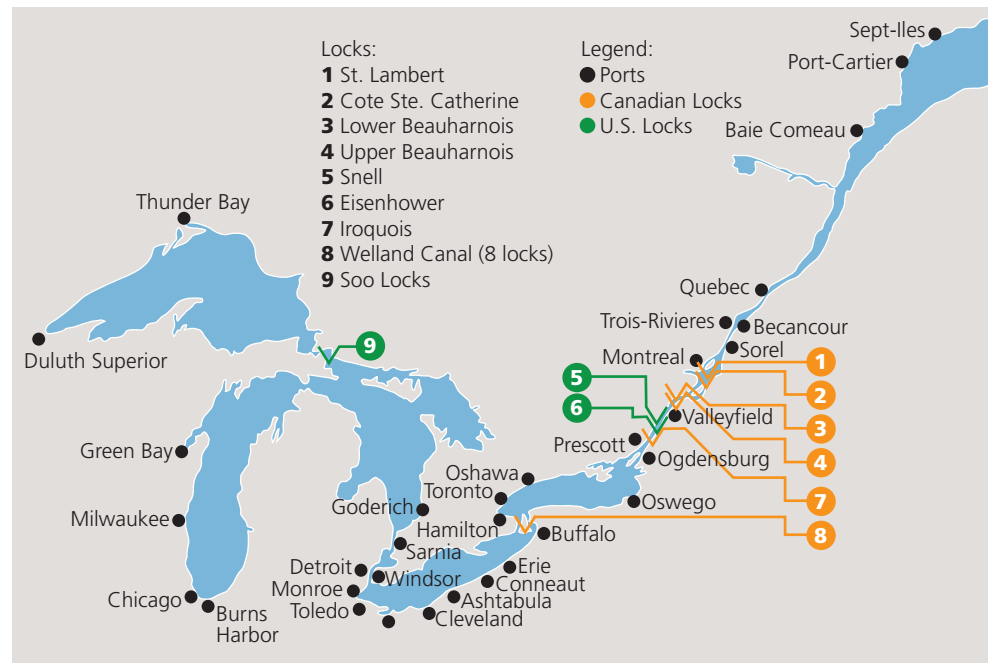 Locks:
1 St. Lambert
2 Cote Ste. Catherine
3 Lower Beauharnois
4 Upper Beauharnois
5 Snell
6 Eisenhower
7 Iroquois
8 Welland Canal (8 locks)
9 Soo Locks
Legend:
Ports
Canadian Locks
U.S. Locks
Sept-Iles
Port-Cartier
Baie Comeau
Thunder Bay
Quebec
Trois-Rivieres
Becancour
Duluth Superior
9
Sorel
Montreal
1
5
2
6
Valleyfield
3
Prescott
Green Bay
Ogdensburg
4
Oshawa
Toronto
7
Goderich
Oswego
Milwaukee
Hamilton
Buffalo
8
Sarnia
Detroit
Windsor
Erie
Conneaut
Monroe
Chicago
Ashtabula
Toledo
Burns
Harbor
Cleveland